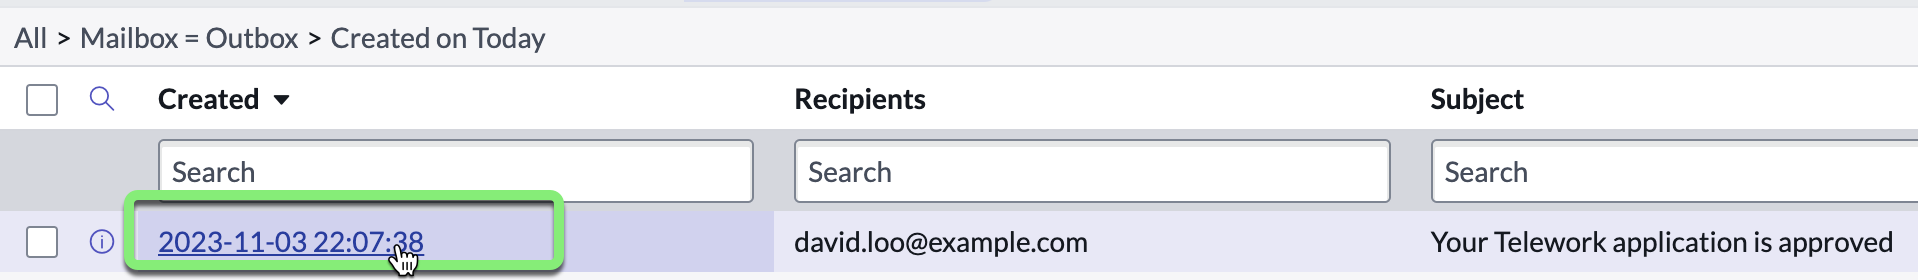 All > Mailbox = Outbox > Created on Today
Created Recipients Subject
Search Search Search
2023-11-03 22:07:38 david.loo@example.com Your Telework application is approved